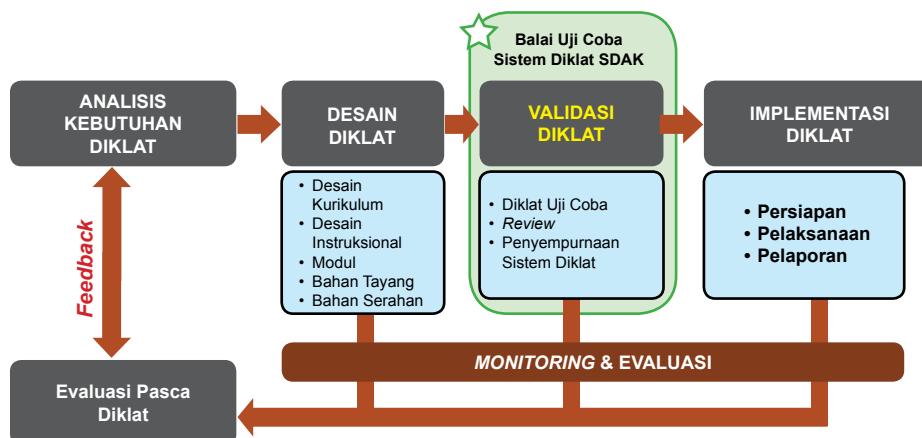 Balai Uji Coba
Sistem Diklat SDAK
ANALISIS
KEBUTUHAN
DIKLAT
DESAIN
DIKLAT
VALIDASI
DIKLAT
IMPLEMENTASI
DIKLAT
• Desain
Kurikulum
• Desain
Instruksional
• Modul
• Bahan Tayang
• Bahan Serahan
• Diklat Uji Coba
• Review
• Penyempurnaan
Sistem Diklat
• Persiapan
• Pelaksanaan
• Pelaporan
Feedback
MONITORING & EVALUASI
Evaluasi Pasca
Diklat